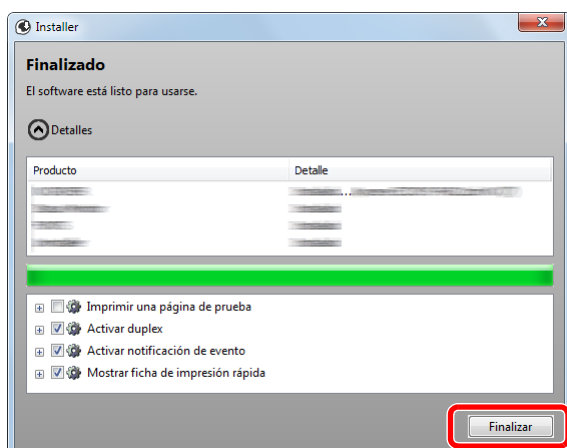 Installer
Finalizado
El software está listo para usarse.
Detalles
Producto Detalle
Imprimir una página de prueba
Activar duplex
Activar notificación de evento
Mostrar ficha de impresión rápida
Finalizar